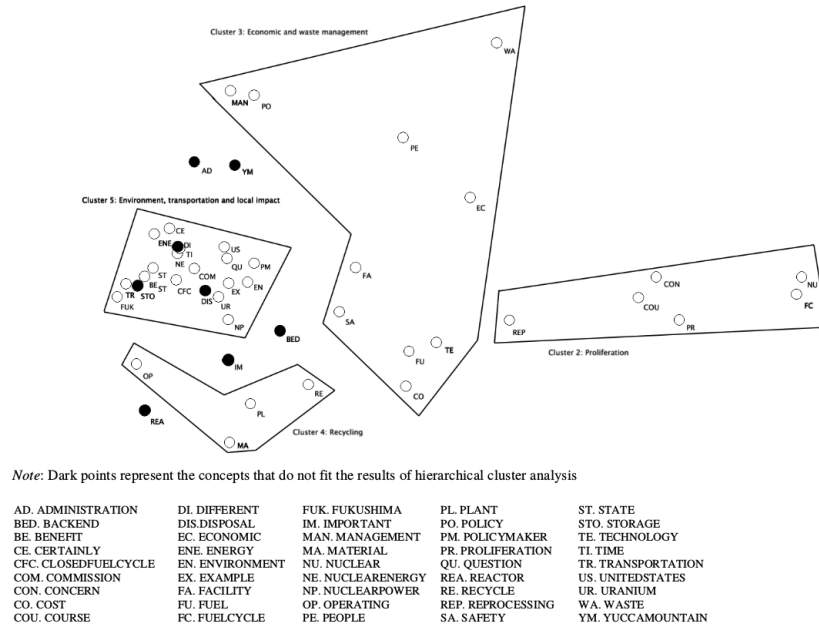 Cluster 3: Economic and waste management
WA
MAN PO
PE
AD YM
EC
Cluster 5: Environment, transportation and local impact
CE
ENE DI US
TI
NE QU PM
FA
ST COM
BE ST CFC EX EN
TR STO DIS
FUK UR
NP
SA
BED
IM
CON NU
COU FC
REP PR
Cluster 2: Proliferation
TE
FU
CO
OP
RE
PL
REA
MA
Cluster 4: Recycling
Note: Dark points represent the concepts that do not fit the results of hierarchical cluster analysis
AD. ADMINISTRATION DI. DIFFERENT FUK. FUKUSHIMA PL. PLANT ST. STATE
BED. BACKEND DIS.DISPOSAL IM. IMPORTANT PO. POLICY STO. STORAGE
BE. BENEFIT EC. ECONOMIC MAN. MANAGEMENT PM. POLICYMAKER TE. TECHNOLOGY
CE. CERTAINLY ENE. ENERGY MA. MATERIAL PR. PROLIFERATION TI. TIME
CFC. CLOSEDFUELCYCLE EN. ENVIRONMENT NU. NUCLEAR QU. QUESTION TR. TRANSPORTATION
COM. COMMISSION EX. EXAMPLE NE. NUCLEARENERGY REA. REACTOR US. UNITEDSTATES
CON. CONCERN FA. FACILITY NP. NUCLEARPOWER RE. RECYCLE UR. URANIUM
CO. COST FU. FUEL OP. OPERATING REP. REPROCESSING WA. WASTE
COU. COURSE FC. FUELCYCLE PE. PEOPLE SA. SAFETY YM. YUCCAMOUNTAIN